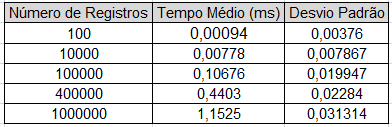 Número de Registros Tempo Médio (ms) Desvio Padrão
100 0,00094 0,00376
10000 0,00778 0,007867
100000 0,10676 0,019947
400000 0,4403 0,02284
1000000 1,1525 0,031314